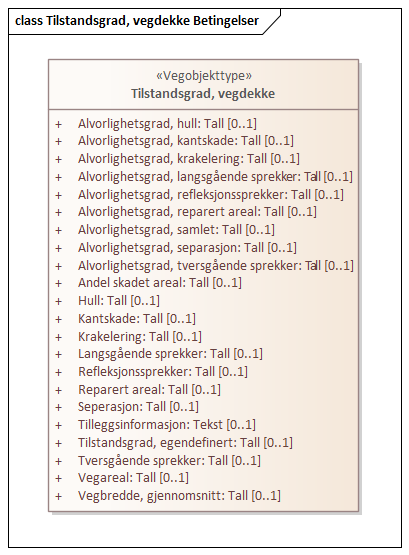 class Tilstandsgrad, vegdekke Betingelser
«Vegobjekttype»
Tilstandsgrad, vegdekke
+ Alvorlighetsgrad, hull: Tall [0..1]
+ Alvorlighetsgrad, kantskade: Tall [0..1]
+ Alvorlighetsgrad, krakelering: Tall [0..1]
+ Alvorlighetsgrad, langsgående sprekker: Tall [0..1]
+ Alvorlighetsgrad, refleksjonssprekker: Tall [0..1]
+ Alvorlighetsgrad, reparert areal: Tall [0..1]
+ Alvorlighetsgrad, samlet: Tall [0..1]
+ Alvorlighetsgrad, separasjon: Tall [0..1]
+ Alvorlighetsgrad, tversgående sprekker: Tall [0..1]
+ Andel skadet areal: Tall [0..1]
+ Hull: Tall [0..1]
+ Kantskade: Tall [0..1]
+ Krakelering: Tall [0..1]
+ Langsgående sprekker: Tall [0..1]
+ Refleksjonssprekker: Tall [0..1]
+ Reparert areal: Tall [0..1]
+ Seperasjon: Tall [0..1]
+ Tilleggsinformasjon: Tekst [0..1]
+ Tilstandsgrad, egendefinert: Tall [0..1]
+ Tversgående sprekker: Tall [0..1]
+ Vegareal: Tall [0..1]
+ Vegbredde, gjennomsnitt: Tall [0..1]